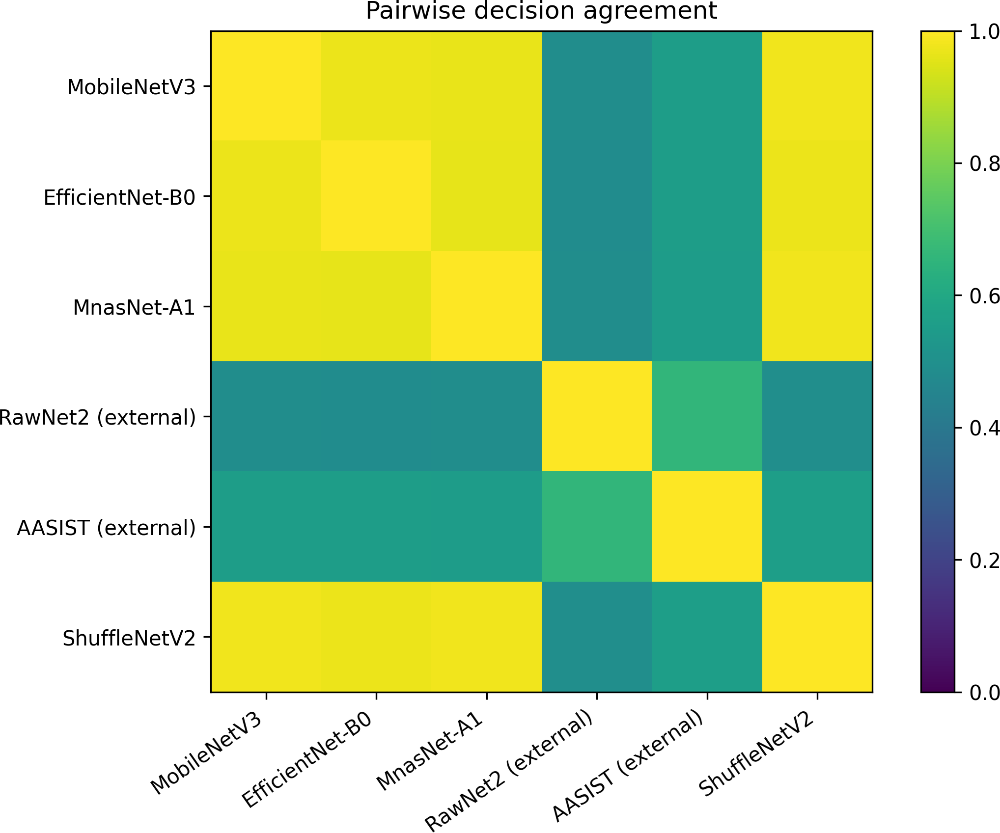 Pairwise decision agreement
MobileNetV3
EfficientNet-B0
MnasNet-A1
RawNet2 (external)
AASIST (external)
ShuffleNetV2
MobileNetV3
EfficientNet-B0
MnasNet-A1
RawNet2 (external)
AASIST (external)
ShuffleNetV2
1.0
0.8
0.6
0.4
0.2
0.0